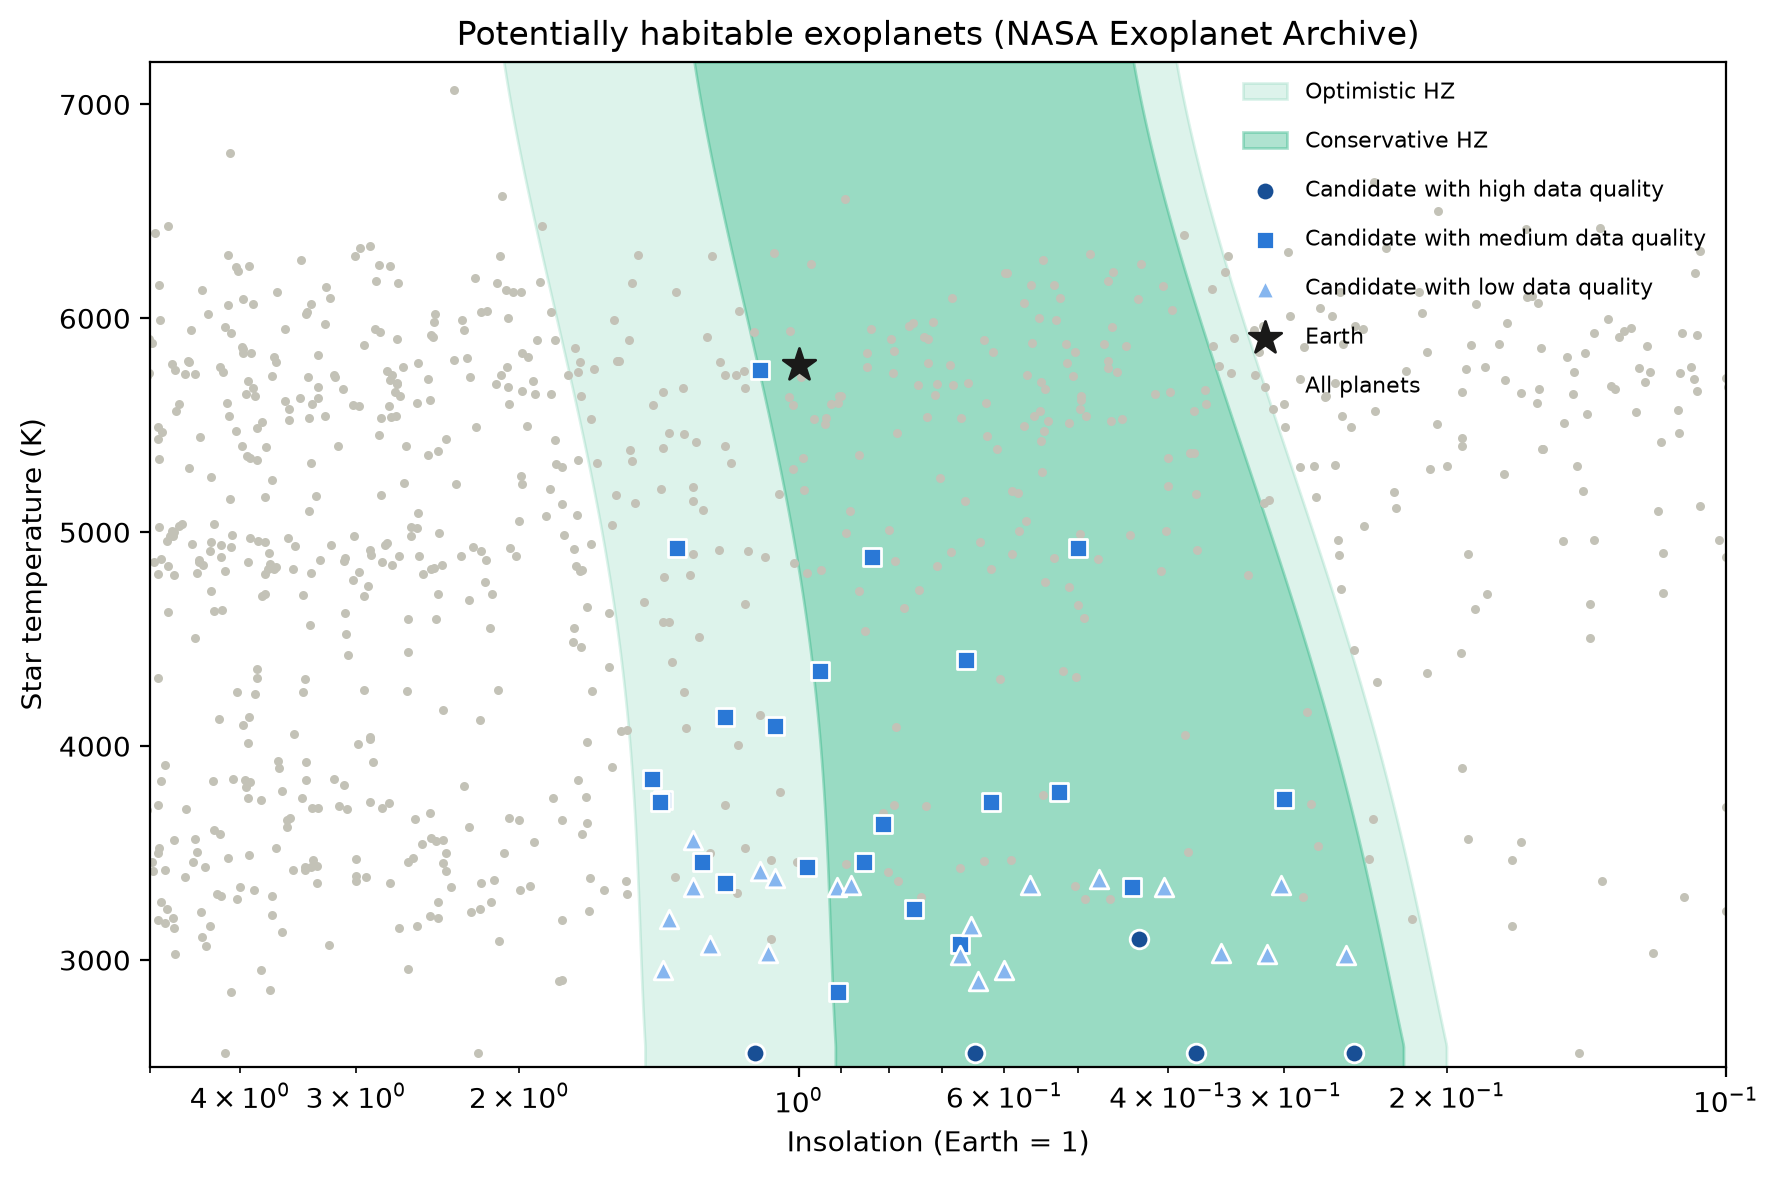 Potentially habitable exoplanets (NASA Exoplanet Archive)
Optimistic HZ
Conservative HZ
Candidate with high data quality
Candidate with medium data quality
Candidate with low data quality
Earth
All planets
Star temperature (K)
7000
6000
5000
4000
3000
4 × 10⁰ 3 × 10⁰ 2 × 10⁰ 10⁰ 6 × 10⁻¹ 4 × 10⁻¹ 3 × 10⁻¹ 2 × 10⁻¹ 10⁻¹
Insolation (Earth = 1)